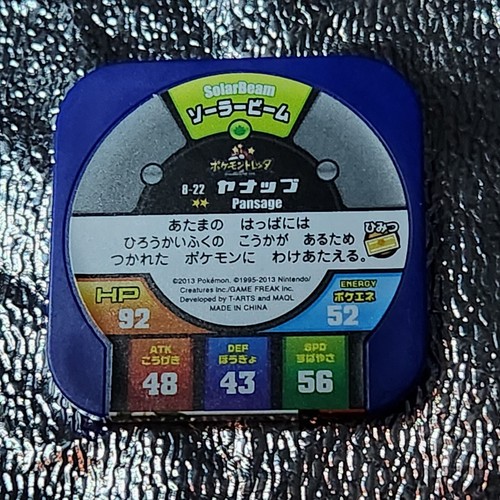 SolarBeam
ソーラービーム
ポケモントレッタ
8-22 ヤナップ
★★ Pansage
あたまの はっぱには
ひろうかいふくの こうかが あるため
つかれた ポケモンに わけあたえる。
ひみつ
©2013 Pokémon. ©1995-2013 Nintendo/
Creatures Inc./GAME FREAK inc.
Developed by T-ARTS and MAQL
MADE IN CHINA
HP
92
ENERGY
ポケエネ
52
ATK
こうげき
48
DEF
ぼうぎょ
43
SPD
すばやさ
56